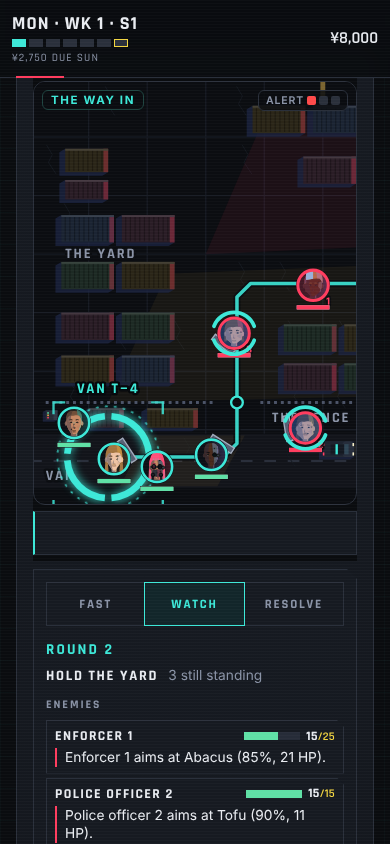 MON · WK 1 · S1
¥8,000
¥2,750 DUE SUN
THE WAY IN
ALERT
THE YARD
1
VAN T-4
FAST
WATCH
RESOLVE
ROUND 2
HOLD THE YARD 3 still standing
ENEMIES
ENFORCER 1 15/25
Enforcer 1 aims at Abacus (85%, 21 HP).
POLICE OFFICER 2 15/15
Police officer 2 aims at Tofu (90%, 11
HP).